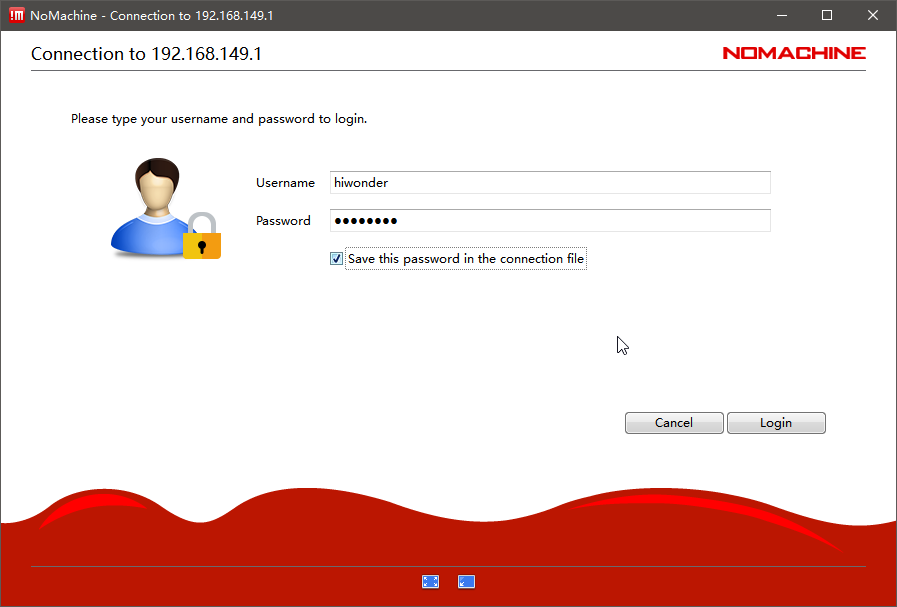 !M NoMachine - Connection to 192.168.149.1
Connection to 192.168.149.1 NOMACHINE
Please type your username and password to login.
Username hiwonder
Password ●●●●●●●●
Save this password in the connection file
Cancel Login